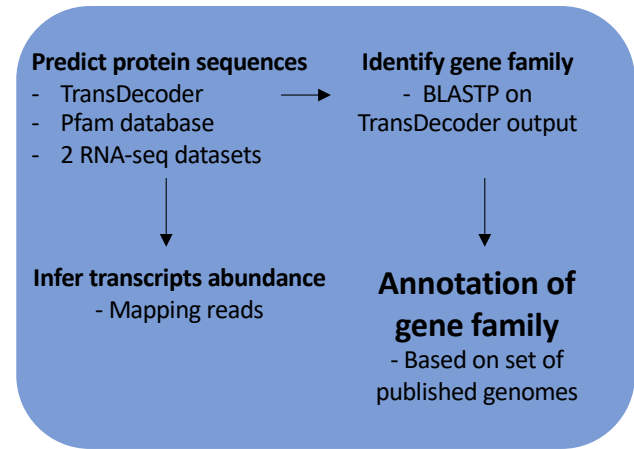 Predict protein sequences
- TransDecoder
- Pfam database
- 2 RNA-seq datasets
Identify gene family
- BLASTP on
TransDecoder output
Infer transcripts abundance
- Mapping reads
Annotation of
gene family
- Based on set of
published genomes